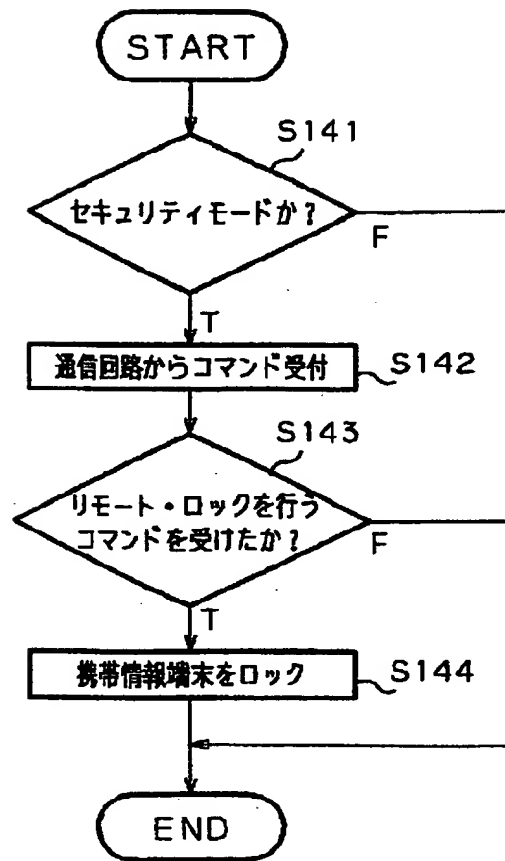 START
S141
セキュリティモードか？
F
T
通信回路からコマンド受付
S142
S143
リモート・ロックを行う
コマンドを受けたか？
F
T
携帯情報端末をロック
S144
END